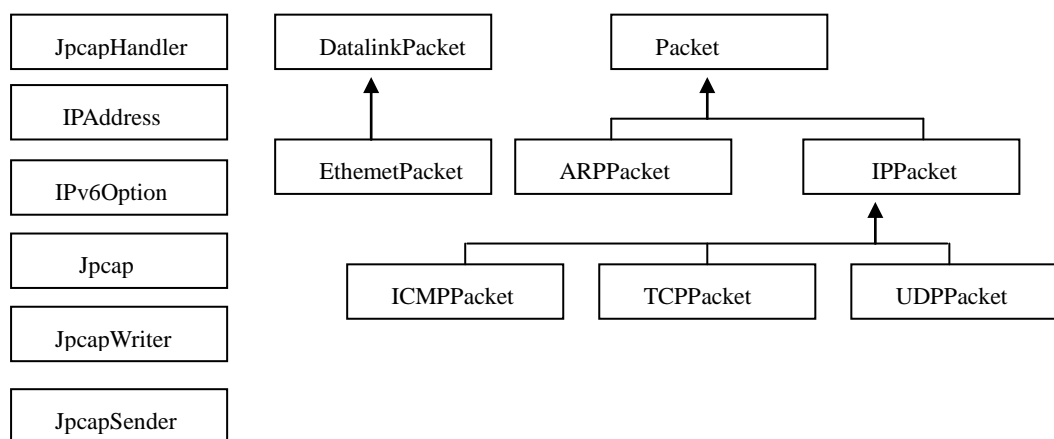 JpcapHandler
DatalinkPacket
Packet
IPAddress
EthemetPacket
ARPPacket
IPPacket
IPv6Option
Jpcap
ICMPPacket
TCPPacket
UDPPacket
JpcapWriter
JpcapSender